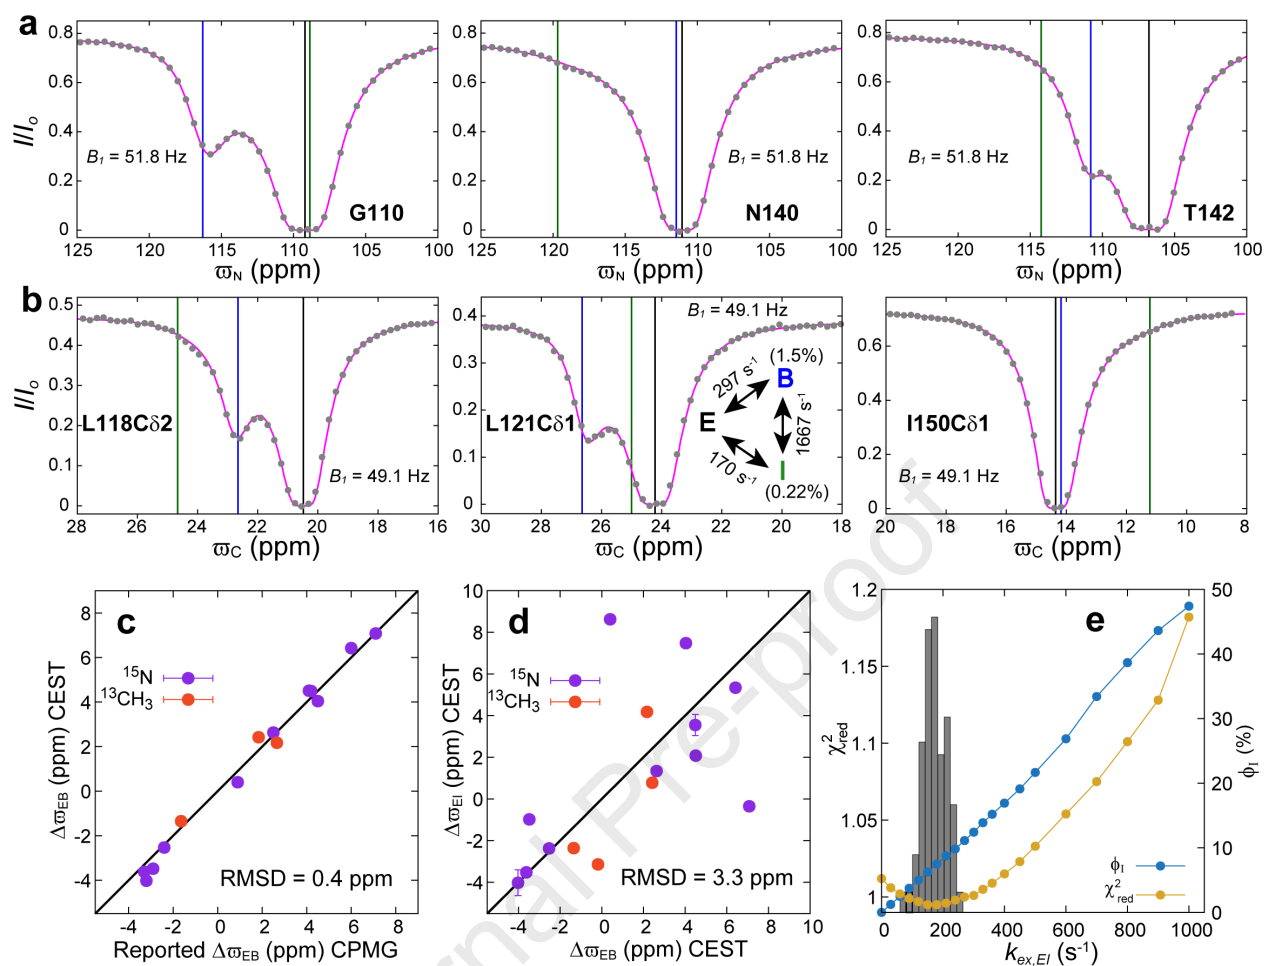 a
I/Io
0.8
0.6
0.4
0.2
0
B1 = 51.8 Hz
G110
125 120 115 110 105 100
ϖN (ppm)
0.8
0.6
0.4
0.2
0
B1 = 51.8 Hz
N140
125 120 115 110 105 100
ϖN (ppm)
0.8
0.6
0.4
0.2
0
B1 = 51.8 Hz
T142
125 120 115 110 105 100
ϖN (ppm)
b
I/Io
0.5
0.4
0.3
0.2
0.1
0
L118Cδ2
B1 = 49.1 Hz
28 26 24 22 20 18 16
ϖC (ppm)
0.4
0.3
0.2
0.1
0
B1 = 49.1 Hz
L121Cδ1
(1.5%)
B
297 s-1
E
1667 s-1
170 s-1
I
(0.22%)
30 28 26 24 22 20 18
ϖC (ppm)
0.6
0.4
0.2
0
I150Cδ1
B1 = 49.1 Hz
20 18 16 14 12 10 8
ϖC (ppm)
c
ΔϖEB (ppm) CEST
8
6
4
2
0
-2
-4
15N
13CH3
RMSD = 0.4 ppm
-4 -2 0 2 4 6 8
Reported ΔϖEB (ppm) CPMG
d
ΔϖEI (ppm) CEST
10
8
6
4
2
0
-2
-4
15N
13CH3
RMSD = 3.3 ppm
-4 -2 0 2 4 6 8 10
ΔϖEB (ppm) CEST
e
χ2red
1.2
1.15
1.1
1.05
1
50
40
30
20
10
0
ϕI (%)
ϕI
χ2red
0 200 400 600 800 1000
kex,EI (s-1)
rnal Pre-proof